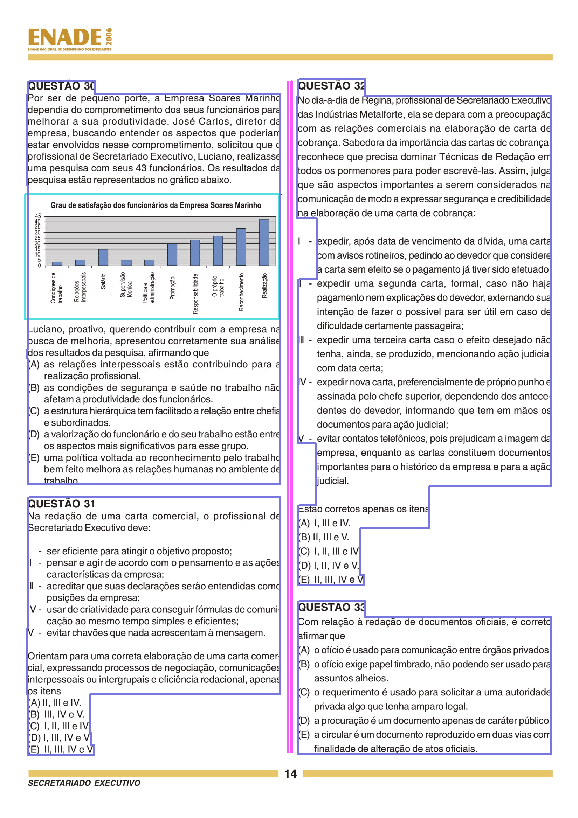 ENADE 2006
EXAME NACIONAL DE DESEMPENHO DOS ESTUDANTES
QUESTÃO 30
Por ser de pequeno porte, a Empresa Soares Marinho
dependia do comprometimento dos seus funcionários para
melhorar a sua produtividade. José Carlos, diretor da
empresa, buscando entender os aspectos que poderiam
estar envolvidos nesse comprometimento, solicitou que o
profissional de Secretariado Executivo, Luciano, realizasse
uma pesquisa com seus 43 funcionários. Os resultados da
pesquisa estão representados no gráfico abaixo.
Grau de satisfação dos funcionários da Empresa Soares Marinho
Condições de trabalho
Relações interpessoais
Salário
Supervisão técnica
Política e administração
Promoção
Responsabilidade
O próprio trabalho
Reconhecimento
Realização
Luciano, proativo, querendo contribuir com a empresa na
busca de melhoria, apresentou corretamente sua análise
dos resultados da pesquisa, afirmando que
(A) as relações interpessoais estão contribuindo para a
realização profissional.
(B) as condições de segurança e saúde no trabalho não
afetam a produtividade dos funcionários.
(C) a estrutura hierárquica tem facilitado a relação entre chefia
e subordinados.
(D) a valorização do funcionário e do seu trabalho estão entre
os aspectos mais significativos para esse grupo.
(E) uma política voltada ao reconhecimento pelo trabalho
bem feito melhora as relações humanas no ambiente de
trabalho.
QUESTÃO 31
Na redação de uma carta comercial, o profissional de
Secretariado Executivo deve:
I - ser eficiente para atingir o objetivo proposto;
II - pensar e agir de acordo com o pensamento e as ações
características da empresa;
III - acreditar que suas declarações serão entendidas como
posições da empresa;
IV - usar de criatividade para conseguir fórmulas de comuni-
cação ao mesmo tempo simples e eficientes;
V - evitar chavões que nada acrescentam à mensagem.
Orientam para uma correta elaboração de uma carta comer-
cial, expressando processos de negociação, comunicações
interpessoais ou intergrupais e eficiência redacional, apenas
os itens
(A) II, III e IV.
(B) III, IV e V.
(C) I, II, III e IV.
(D) I, III, IV e V.
(E) II, III, IV e V.
QUESTÃO 32
No dia-a-dia de Regina, profissional de Secretariado Executivo
das Indústrias Metalforte, ela se depara com a preocupação
com as relações comerciais na elaboração de carta de
cobrança. Sabedora da importância das cartas de cobrança,
reconhece que precisa dominar Técnicas de Redação em
todos os pormenores para poder escrevê-las. Assim, julga
que são aspectos importantes a serem considerados na
comunicação de modo a expressar segurança e credibilidade
na elaboração de uma carta de cobrança:
I - expedir, após data de vencimento da dívida, uma carta
com avisos rotineiros, pedindo ao devedor que considere
a carta sem efeito se o pagamento já tiver sido efetuado;
II - expedir uma segunda carta, formal, caso não haja
pagamento nem explicações do devedor, externando sua
intenção de fazer o possível para ser útil em caso de
dificuldade certamente passageira;
III - expedir uma terceira carta caso o efeito desejado não
tenha, ainda, se produzido, mencionando ação judicial
com data certa;
IV - expedir nova carta, preferencialmente de próprio punho e
assinada pelo chefe superior, dependendo dos antece-
dentes do devedor, informando que tem em mãos os
documentos para ação judicial;
V - evitar contatos telefônicos, pois prejudicam a imagem da
empresa, enquanto as cartas constituem documentos
importantes para o histórico da empresa e para a ação
judicial.
Estão corretos apenas os itens
(A) I, III e IV.
(B) II, III e V.
(C) I, II, III e IV.
(D) I, II, IV e V.
(E) II, III, IV e V.
QUESTÃO 33
Com relação à redação de documentos oficiais, é correto
afirmar que
(A) o ofício é usado para comunicação entre órgãos privados.
(B) o ofício exige papel timbrado, não podendo ser usado para
assuntos alheios.
(C) o requerimento é usado para solicitar a uma autoridade
privada algo que tenha amparo legal.
(D) a procuração é um documento apenas de caráter público.
(E) a circular é um documento reproduzido em duas vias com
finalidade de alteração de atos oficiais.
14
SECRETARIADO EXECUTIVO